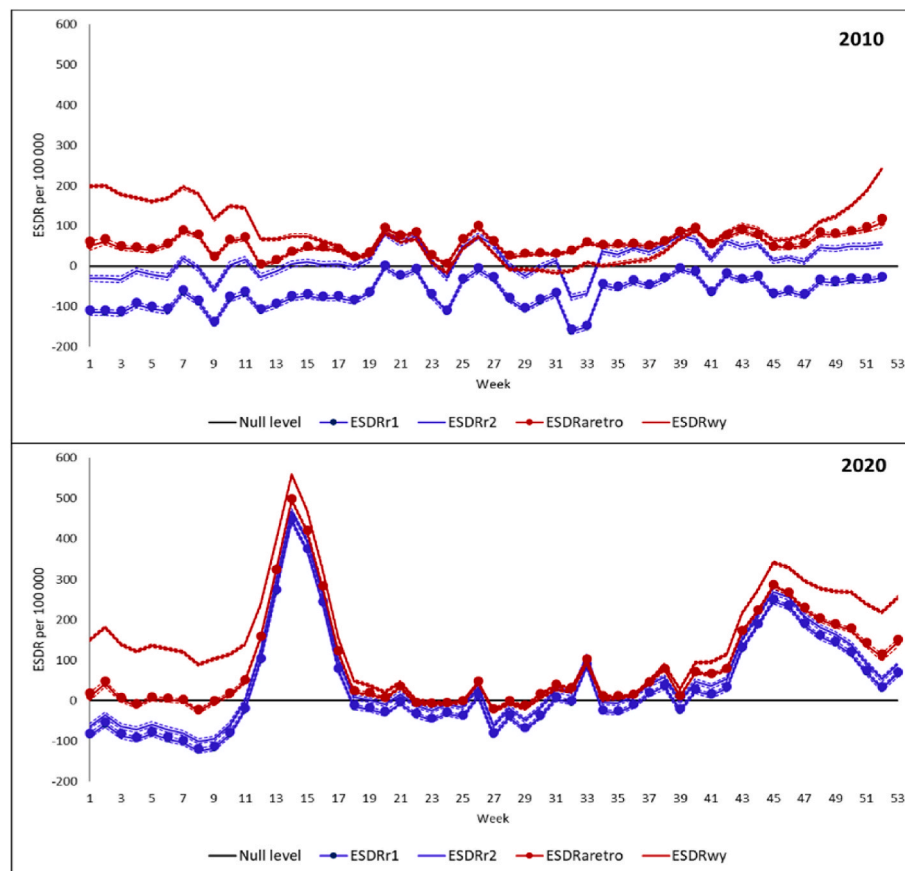 2010
600
500
400
300
200
100
0
-100
-200
ESDR per 100 000
1 3 5 7 9 11 13 15 17 19 21 23 25 27 29 31 33 35 37 39 41 43 45 47 49 51 53
Week
Null level ESDRr1 ESDRr2 ESDRaretro ESDRwy
2020
600
500
400
300
200
100
0
-100
-200
ESDR per 100 000
1 3 5 7 9 11 13 15 17 19 21 23 25 27 29 31 33 35 37 39 41 43 45 47 49 51 53
Week
Null level ESDRr1 ESDRr2 ESDRaretro ESDRwy